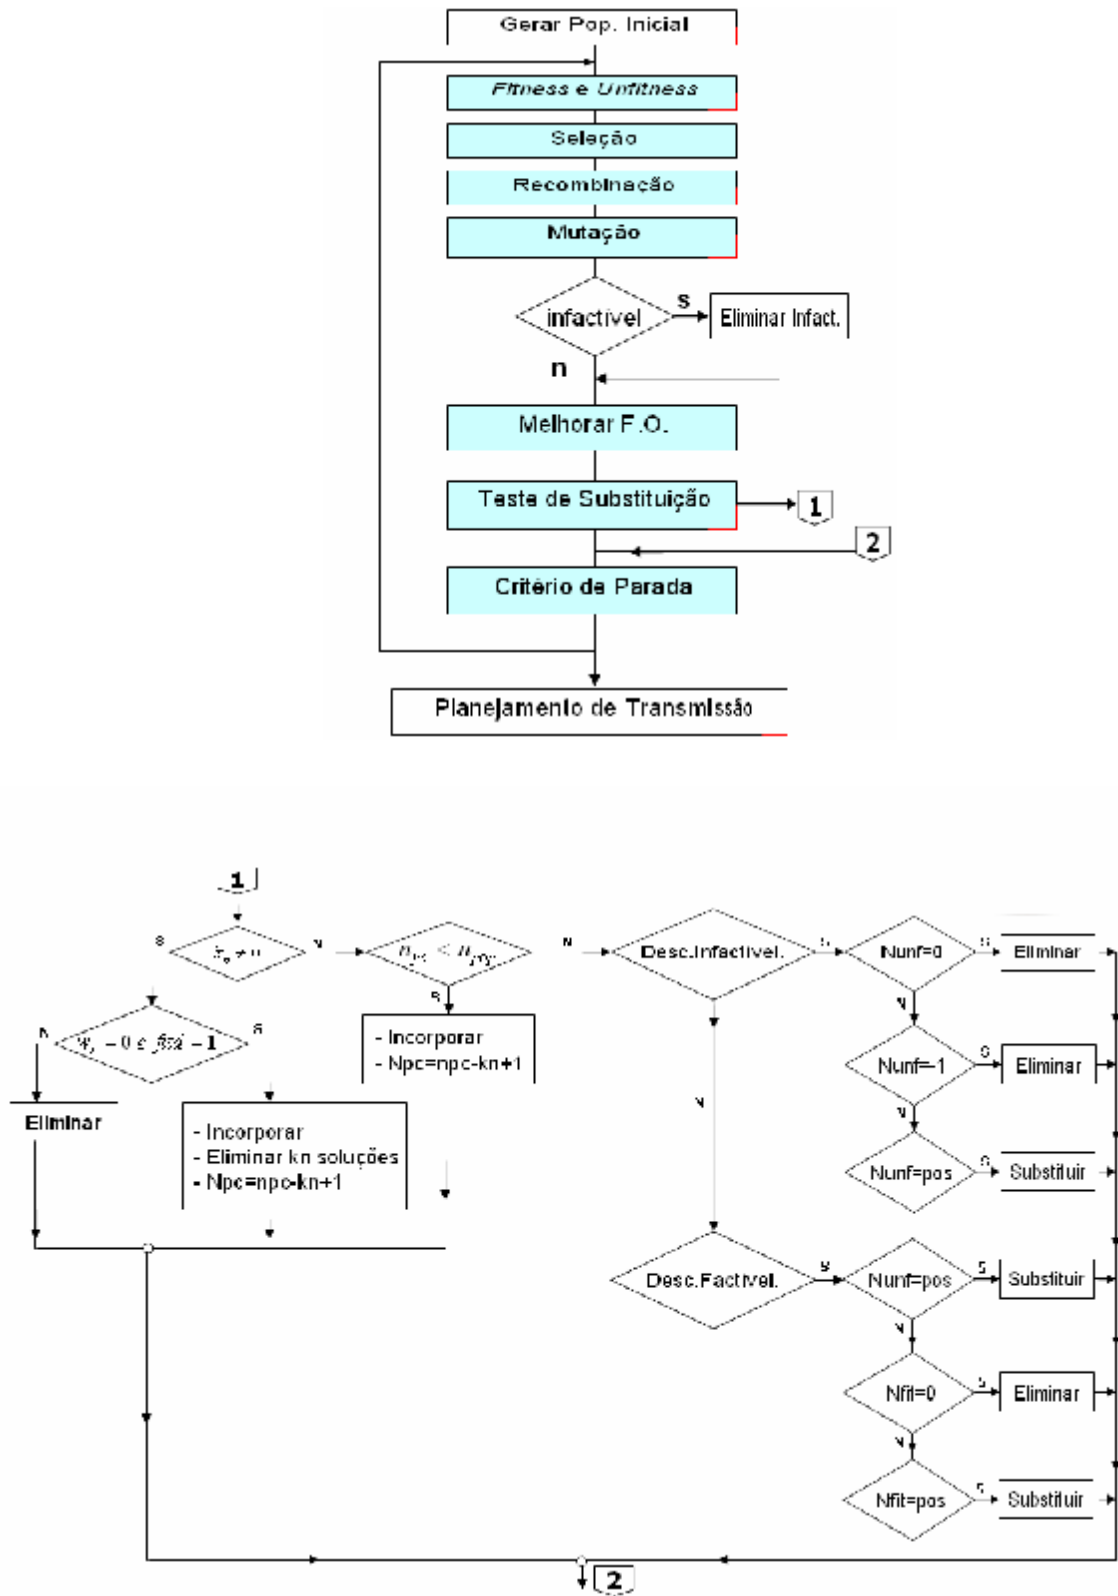 Gerar Pop. Inicial
Fitness e Unfitness
Seleção
Recombinação
Mutação
infactível
s
Eliminar Infact.
n
Melhorar F.O.
Teste de Substituição
1
2
Critério de Parada
Planejamento de Transmissão
1
S
N
N
Desc.Infactível.
S
Nunf=0
S
Eliminar
S
N
N
S
- Incorporar
- Npc=npc-kn+1
Nunf=-1
S
Eliminar
Eliminar
- Incorporar
- Eliminar kn soluções
- Npc=npc-kn+1
N
N
Nunf=pos
S
Substituir
Desc.Factível.
S
Nunf=pos
S
Substituir
N
Nfit=0
S
Eliminar
N
Nfit=pos
S
Substituir
2